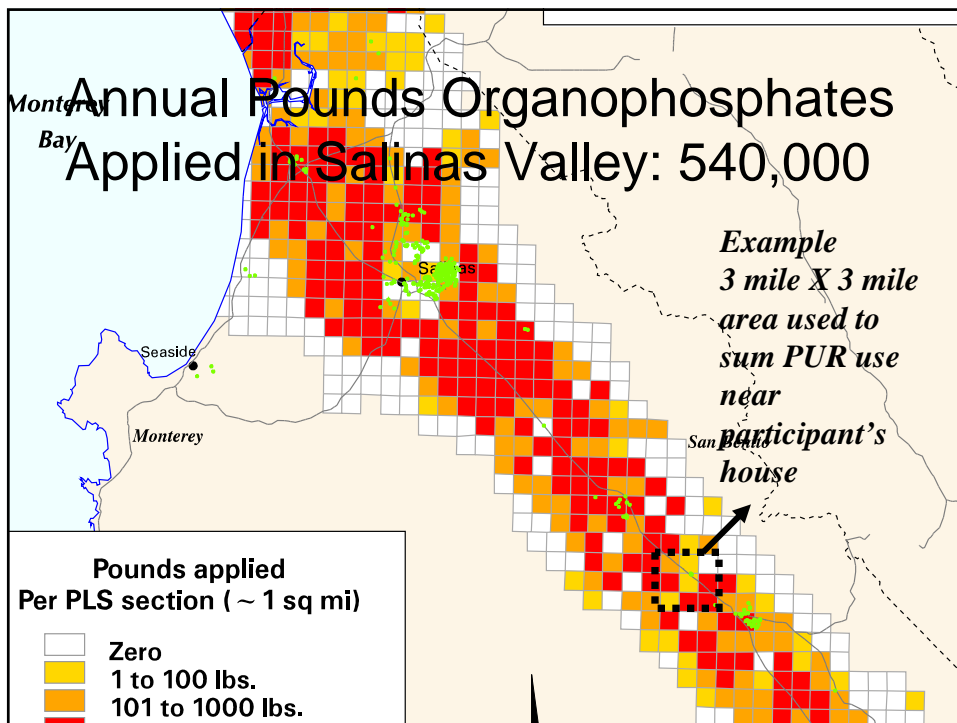 Annual Pounds Organophosphates
Applied in Salinas Valley: 540,000
Monterey
Bay
Example
3 mile X 3 mile
area used to
sum PUR use
near
participant's
house
Salinas
Seaside
Monterey
San Benito
Pounds applied
Per PLS section (~ 1 sq mi)
Zero
1 to 100 lbs.
101 to 1000 lbs.